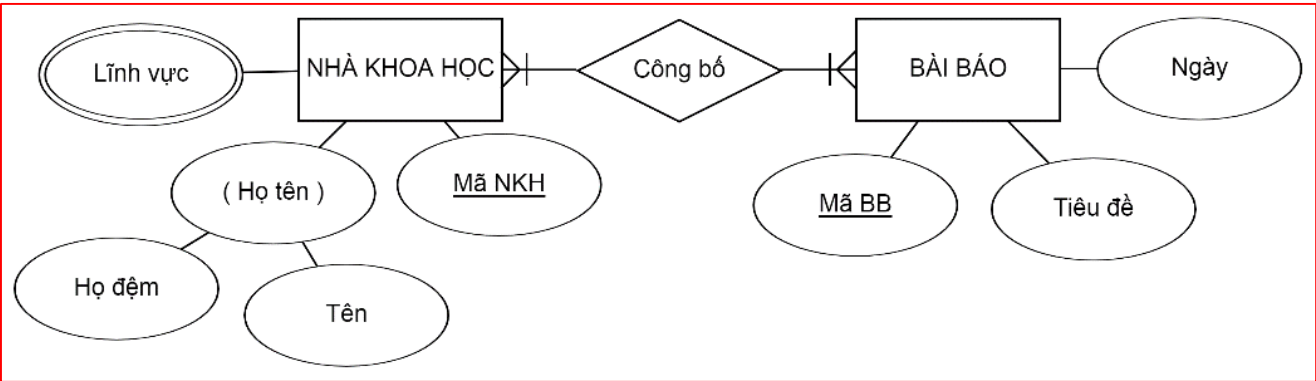 Lĩnh vực
NHÀ KHOA HỌC
Công bố
BÀI BÁO
Ngày
( Họ tên )
Mã NKH
Mã BB
Tiêu đề
Họ đệm
Tên